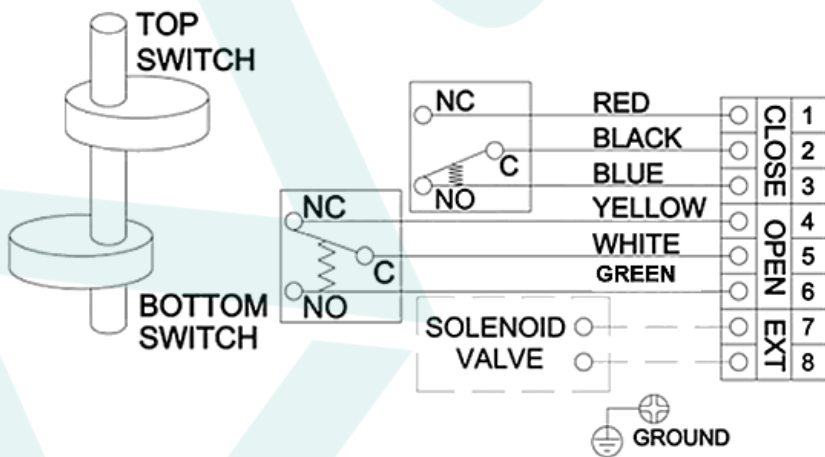 TOP
SWITCH
BOTTOM
SWITCH
NC
C
NO
NC
C
NO
RED
BLACK
BLUE
YELLOW
WHITE
GREEN
SOLENOID
VALVE
CLOSE
OPEN
EXT
1
2
3
4
5
6
7
8
GROUND